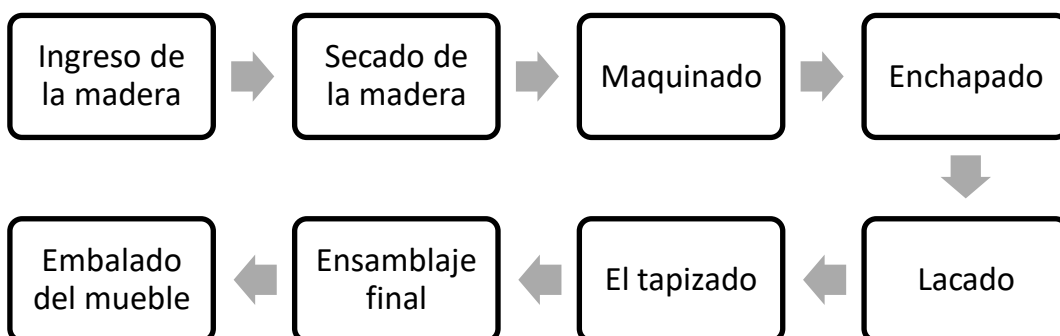 Ingreso de
la madera
Secado de
la madera
Maquinado
Enchapado
Lacado
El tapizado
Ensamblaje
final
Embalado
del mueble